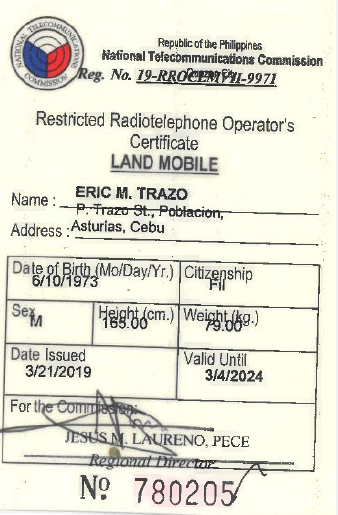 NATIONAL TELECOMMUNICATIONS
COMMISSION
Republic of the Philippines
National Telecommunications Commission
Quezon City
Reg. No. 19-RROCLMVII-9971
Restricted Radiotelephone Operator's
Certificate
LAND MOBILE
Name : ERIC M. TRAZO
P. Trazo St., Poblacion,
Address : Asturias, Cebu
Date of Birth (Mo/Day/Yr.) Citizenship
6/10/1973 Fil
Sex Height (cm.) Weight (kg.)
M 165.00 79.00
Date Issued Valid Until
3/21/2019 3/4/2024
For the Commission:
JESUS M. LAURENO, PECE
Regional Director
Nº 780205